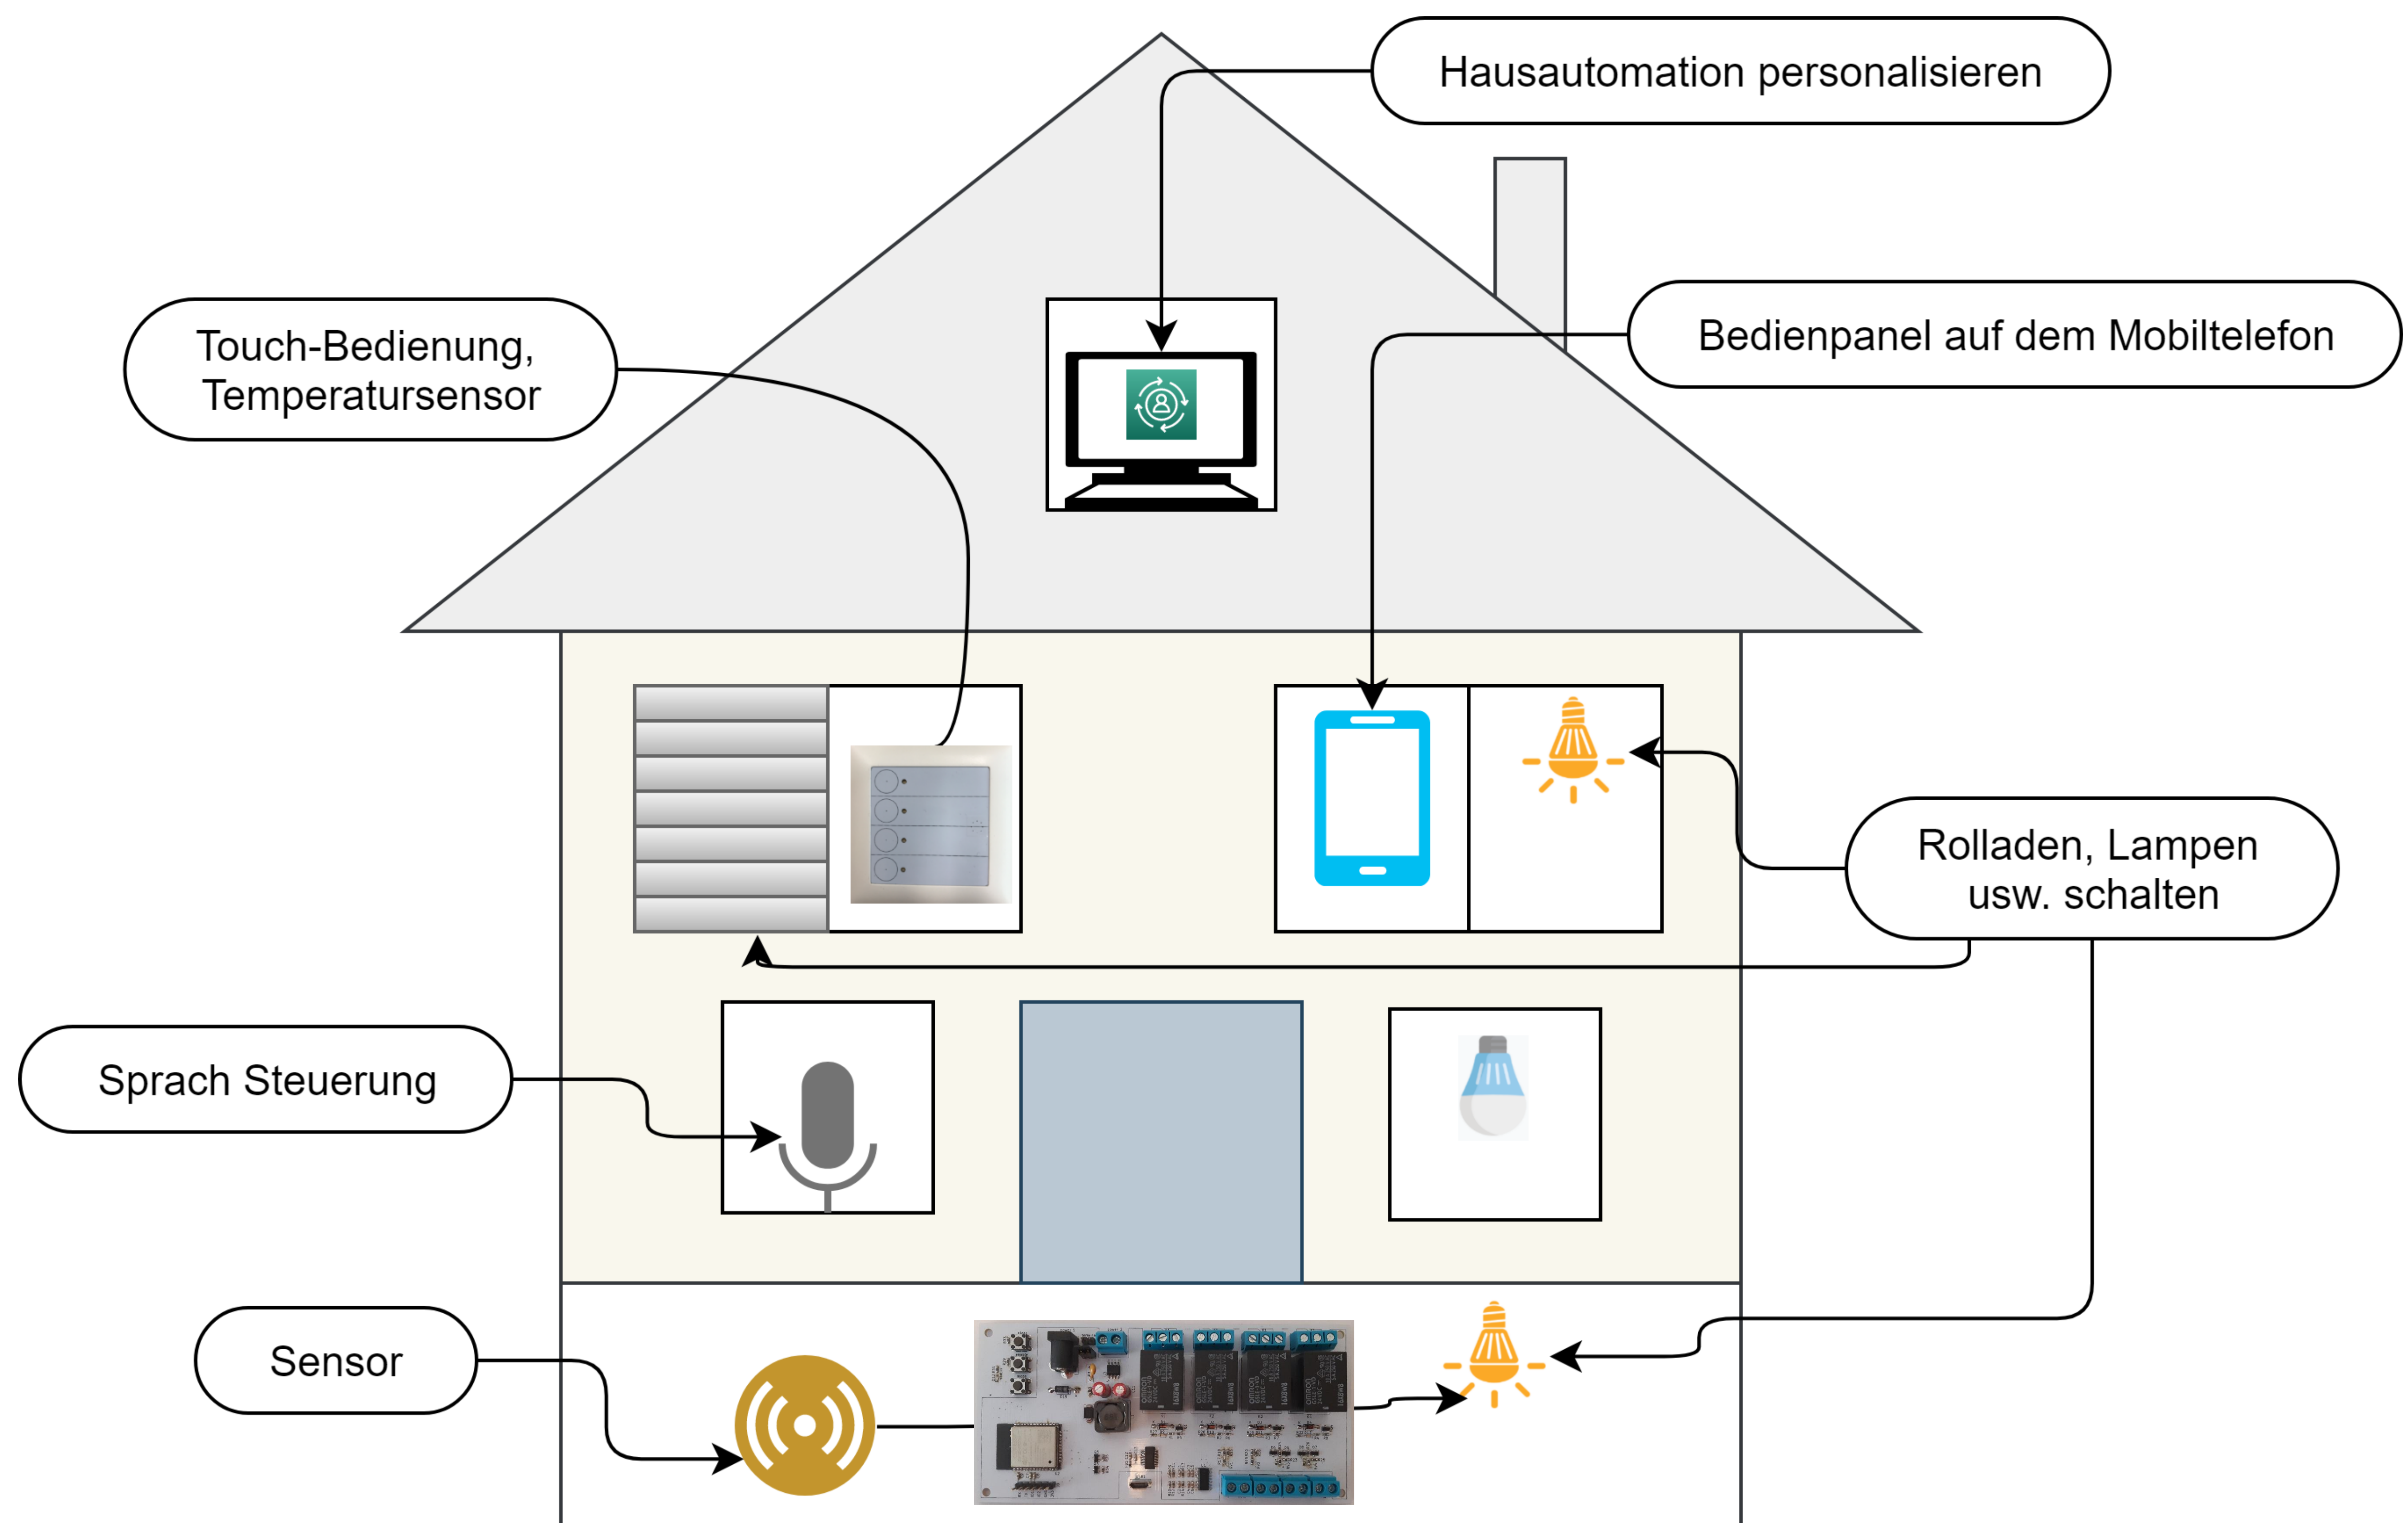 Hausautomation personalisieren
Bedienpanel auf dem Mobiltelefon
Touch-Bedienung,
Temperatursensor
Rolladen, Lampen
usw. schalten
Sprach Steuerung
Sensor